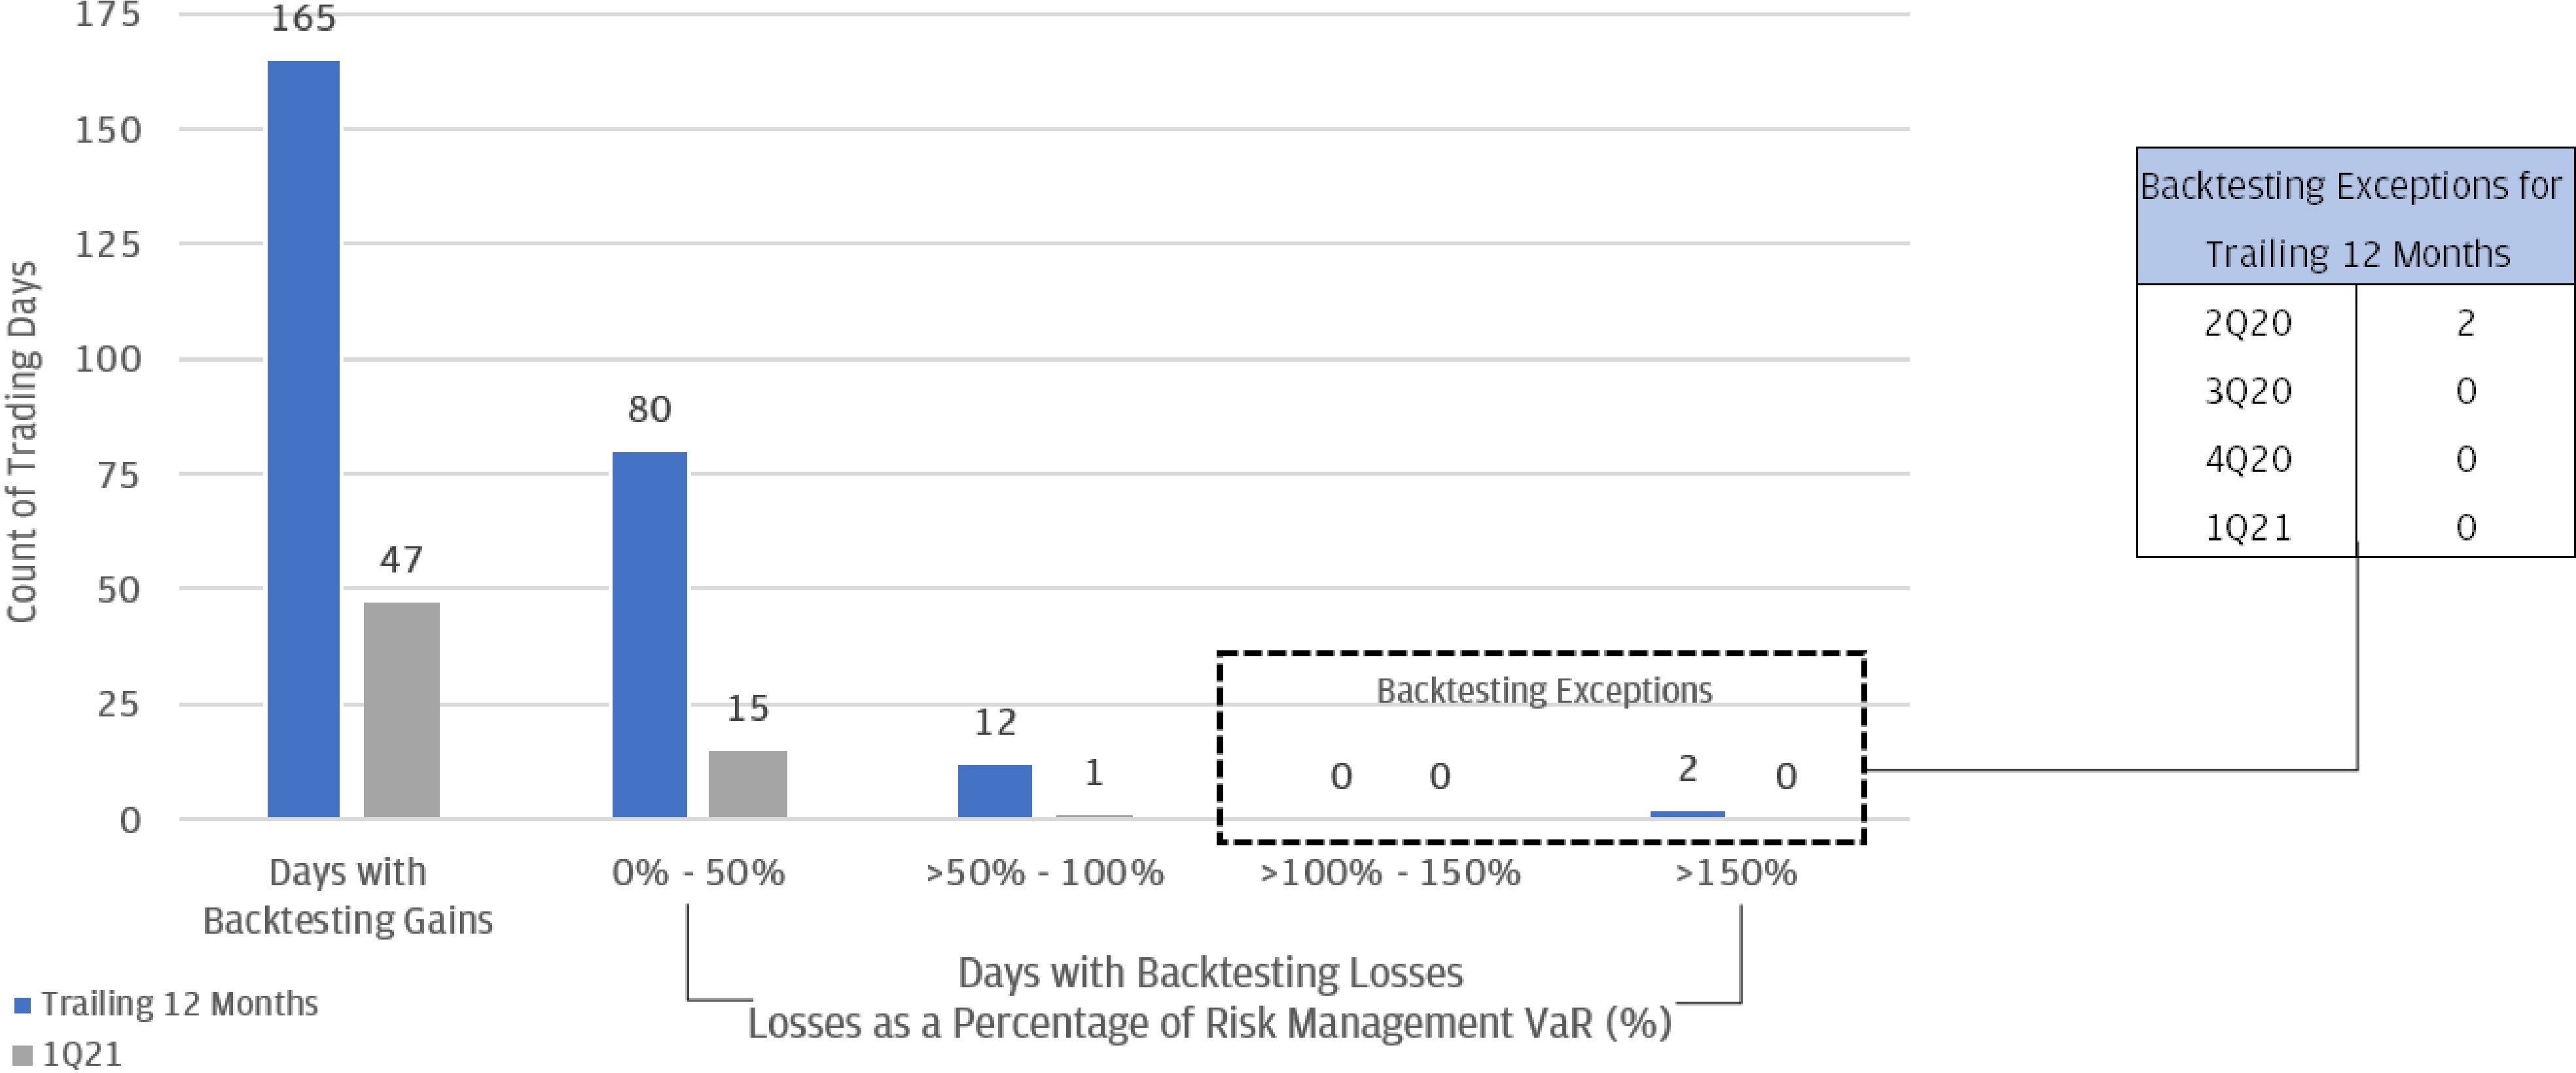 175
150
125
100
75
50
25
0
Count of Trading Days
165
47
80
15
12
1
Backtesting Exceptions
0 0
2 0
Days with
Backtesting Gains
0% - 50%
>50% - 100%
>100% - 150%
>150%
Days with Backtesting Losses
Losses as a Percentage of Risk Management VaR (%)
Trailing 12 Months
1Q21
Backtesting Exceptions for
Trailing 12 Months
2Q20 2
3Q20 0
4Q20 0
1Q21 0